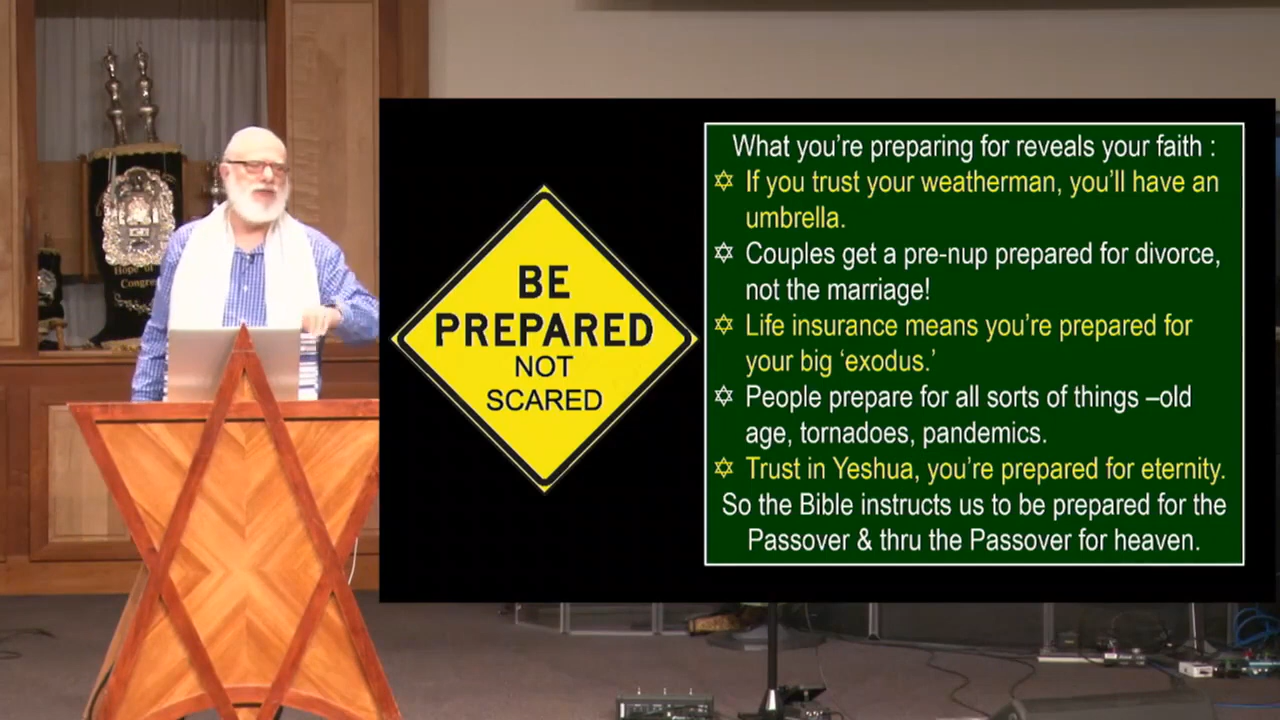 Hope of
Congre
BE
PREPARED
NOT
SCARED
What you're preparing for reveals your faith :
✡ If you trust your weatherman, you'll have an
umbrella.
✡ Couples get a pre-nup prepared for divorce,
not the marriage!
✡ Life insurance means you're prepared for
your big ‘exodus.’
✡ People prepare for all sorts of things –old
age, tornadoes, pandemics.
✡ Trust in Yeshua, you're prepared for eternity.
So the Bible instructs us to be prepared for the
Passover & thru the Passover for heaven.